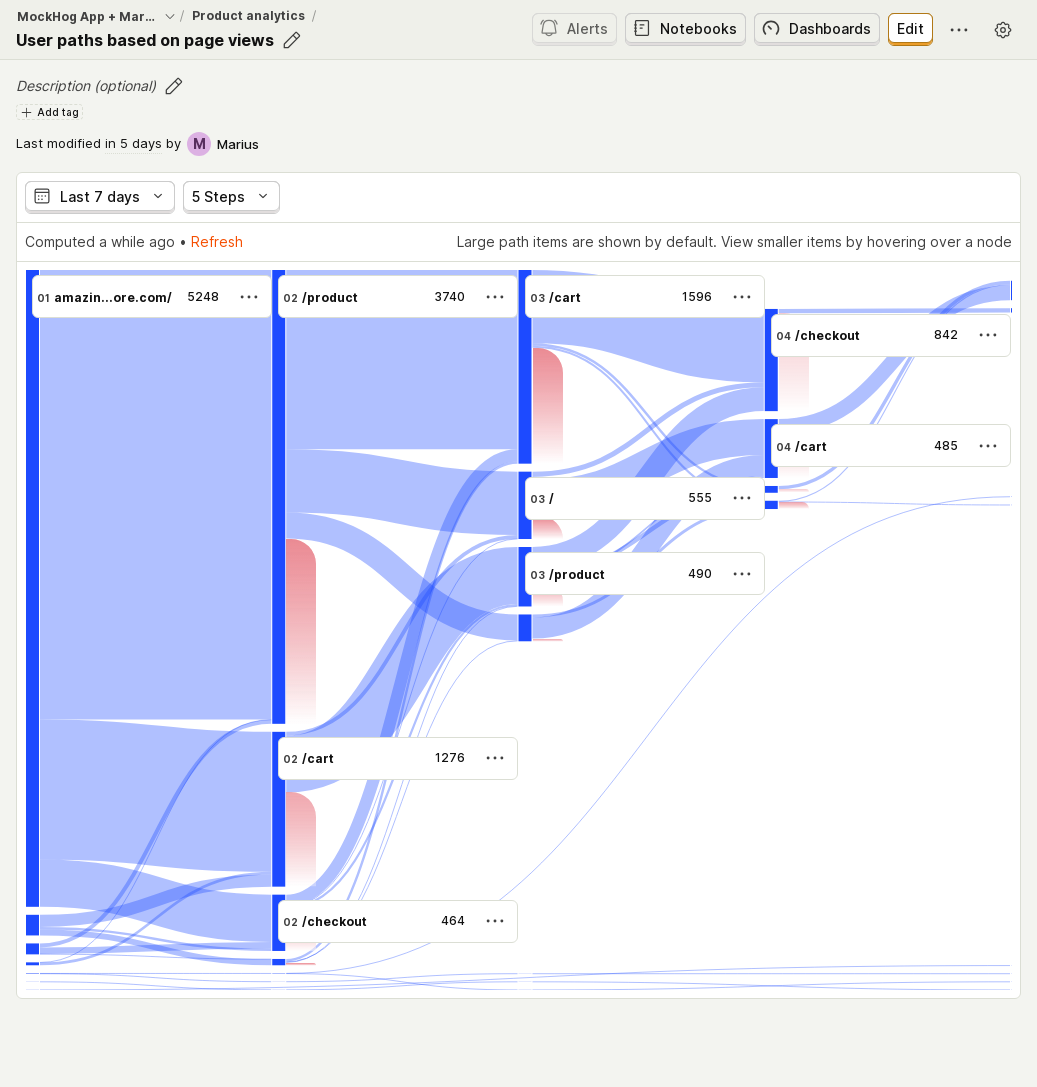 MockHog App + Mar... / Product analytics /
User paths based on page views
Alerts Notebooks Dashboards Edit
Description (optional)
Add tag
Last modified in 5 days by M Marius
Last 7 days 5 Steps
Computed a while ago • Refresh Large path items are shown by default. View smaller items by hovering over a node
01 amazin...ore.com/ 5248
02 /product 3740
03 /cart 1596
04 /checkout 842
04 /cart 485
03 / 555
03 /product 490
02 /cart 1276
02 /checkout 464